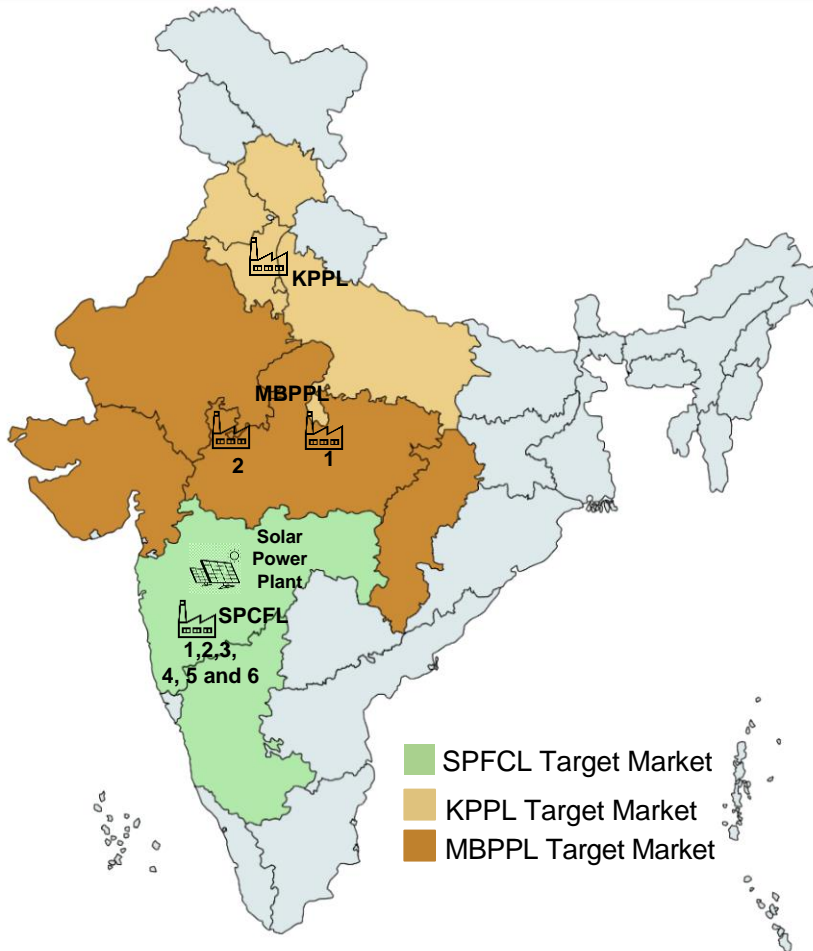 KPPL
MBPPL
2
1
Solar
Power
Plant
SPCFL
1,2,3,
4, 5 and 6
SPFCL Target Market
KPPL Target Market
MBPPL Target Market